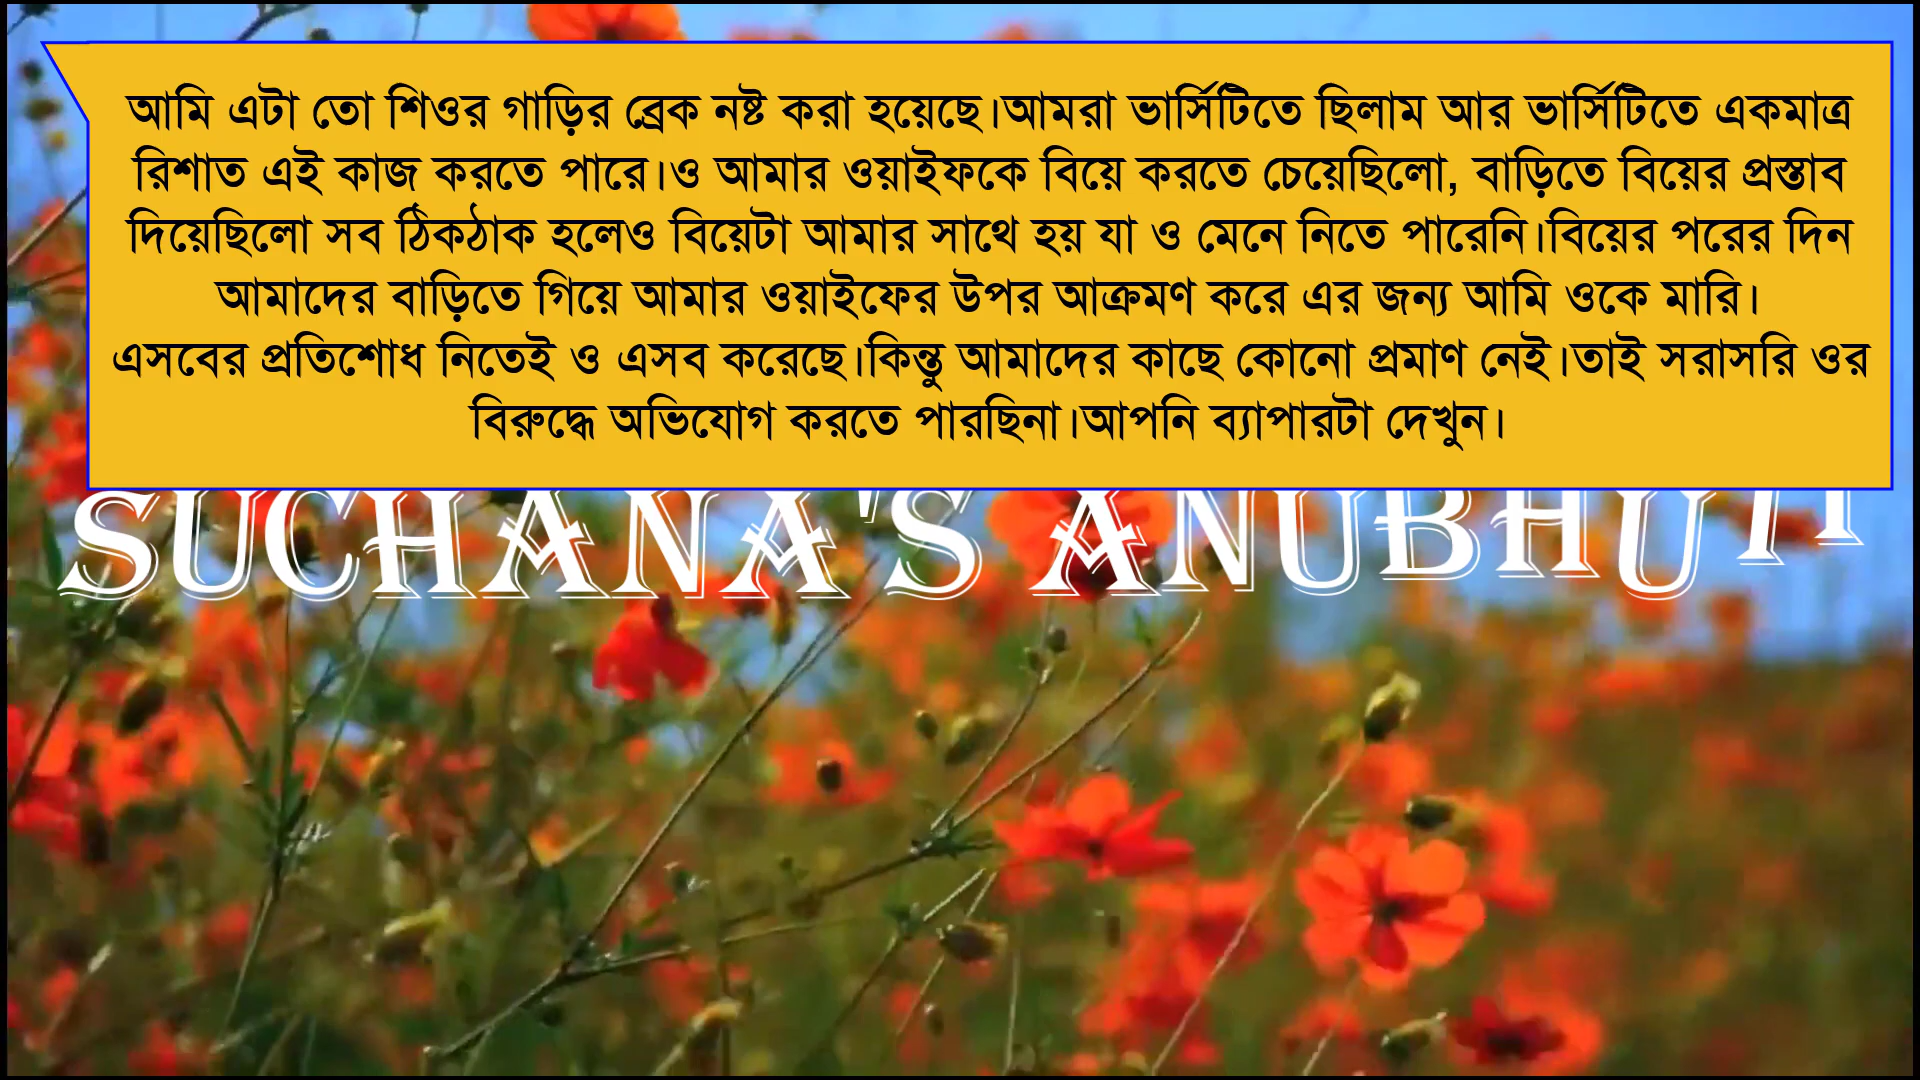 আমি এটা তো শিওর গাড়ির ব্রেক নষ্ট করা হয়েছে।আমরা ভার্সিটিতে ছিলাম আর ভার্সিটিতে একমাত্র
রিশাত এই কাজ করতে পারে।ও আমার ওয়াইফকে বিয়ে করতে চেয়েছিলো, বাড়িতে বিয়ের প্রস্তাব
দিয়েছিলো সব ঠিকঠাক হলেও বিয়েটা আমার সাথে হয় যা ও মেনে নিতে পারেনি।বিয়ের পরের দিন
আমাদের বাড়িতে গিয়ে আমার ওয়াইফের উপর আক্রমণ করে এর জন্য আমি ওকে মারি।
এসবের প্রতিশোধ নিতেই ও এসব করেছে।কিন্তু আমাদের কাছে কোনো প্রমাণ নেই।তাই সরাসরি ওর
বিরুদ্ধে অভিযোগ করতে পারছিনা।আপনি ব্যাপারটা দেখুন।
SUCHANA'S ANUBHUTI